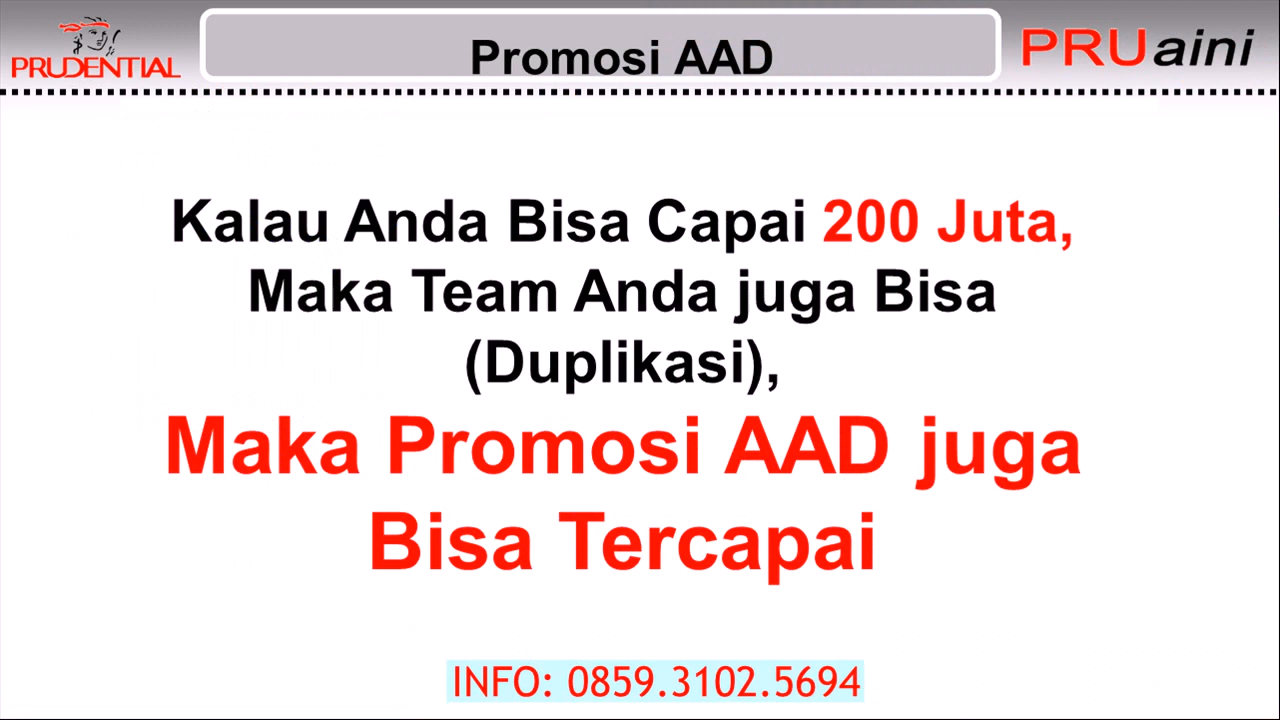 PRUDENTIAL
Promosi AAD
PRUaini
Kalau Anda Bisa Capai 200 Juta,
Maka Team Anda juga Bisa
(Duplikasi),
Maka Promosi AAD juga
Bisa Tercapai
INFO: 0859.3102.5694